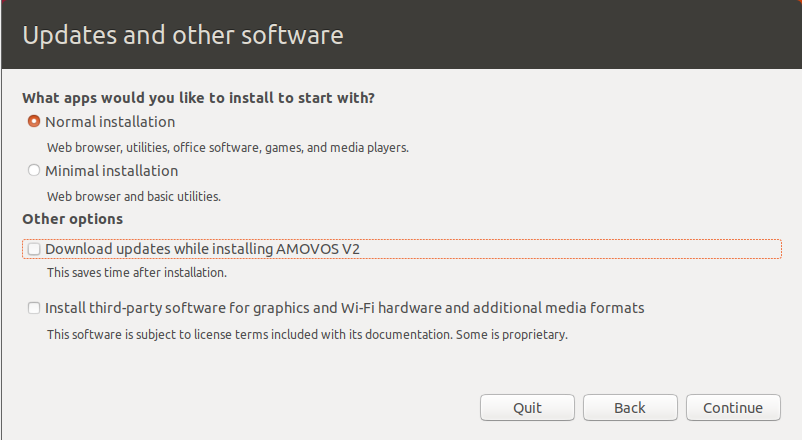 Updates and other software
What apps would you like to install to start with?
Normal installation
Web browser, utilities, office software, games, and media players.
Minimal installation
Web browser and basic utilities.
Other options
Download updates while installing AMOVOS V2
This saves time after installation.
Install third-party software for graphics and Wi-Fi hardware and additional media formats
This software is subject to license terms included with its documentation. Some is proprietary.
Quit Back Continue